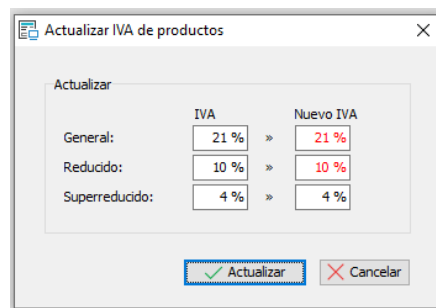 Actualizar IVA de productos
Actualizar
IVA Nuevo IVA
General: 21 % » 21 %
Reducido: 10 % » 10 %
Superreducido: 4 % » 4 %
Actualizar Cancelar